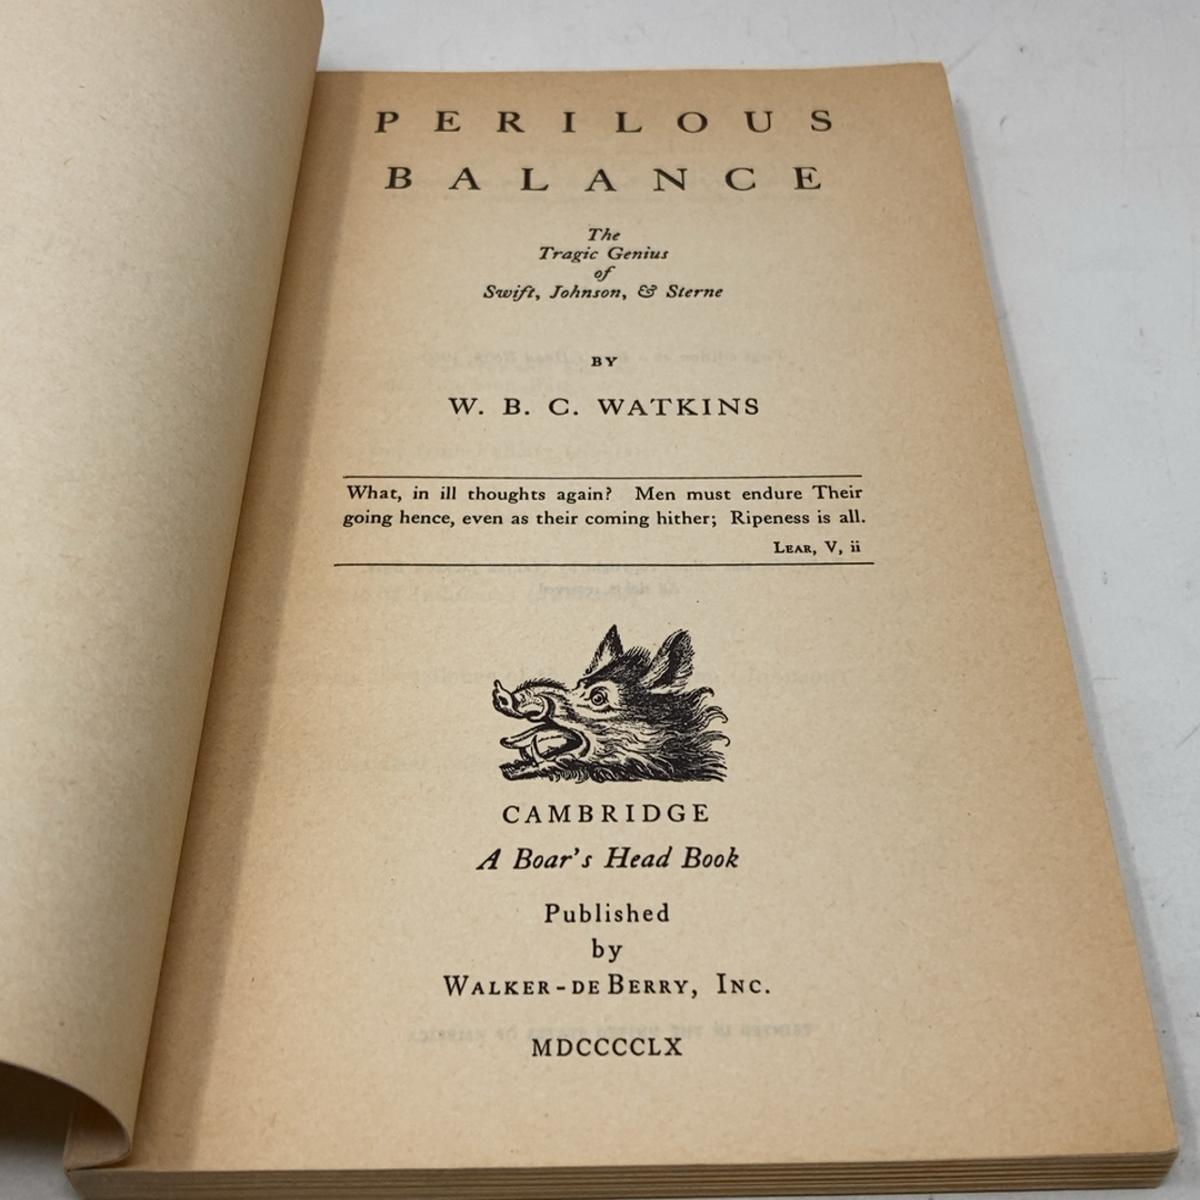 PERILOUS
BALANCE
The
Tragic Genius
of
Swift, Johnson, & Sterne
BY
W. B. C. WATKINS
What, in ill thoughts again? Men must endure Their
going hence, even as their coming hither; Ripeness is all.
LEAR, V, ii
CAMBRIDGE
A Boar's Head Book
Published
by
WALKER-DE BERRY, INC.
MDCCCCLX